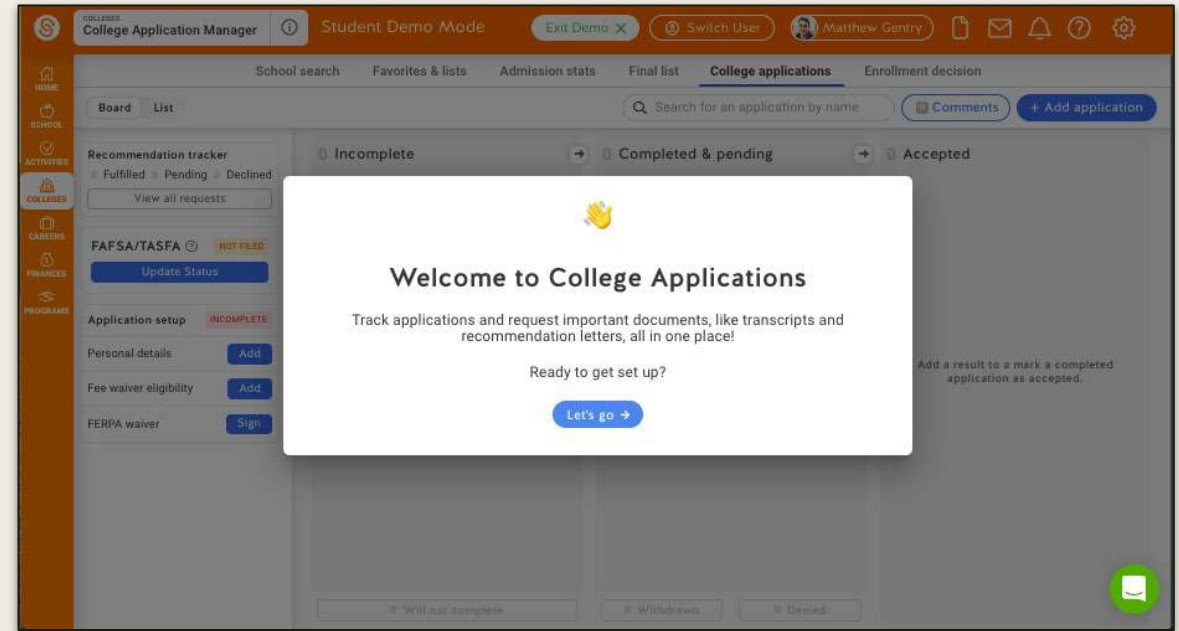 COLLEGES
College Application Manager
Student Demo Mode
Exit Demo X
Switch User
Matthew Gentry
HOME
SCHOOL
ACTIVITIES
COLLEGES
CAREERS
FINANCES
PROGRAMS
School search Favorites & lists Admission stats Final list College applications Enrollment decision
Board List
Search for an application by name
Comments
+ Add application
Recommendation tracker
Fulfilled Pending Declined
View all requests
FAFSA/TASFA NOT FILED
Update Status
Application setup INCOMPLETE
Personal details Add
Fee waiver eligibility Add
FERPA waiver Sign
0 Incomplete
0 Completed & pending
0 Accepted
Welcome to College Applications
Track applications and request important documents, like transcripts and
recommendation letters, all in one place!
Ready to get set up?
Let's go →
Add a result to a mark a completed
application as accepted.
0 Will not complete
0 Withdrawn
0 Denied